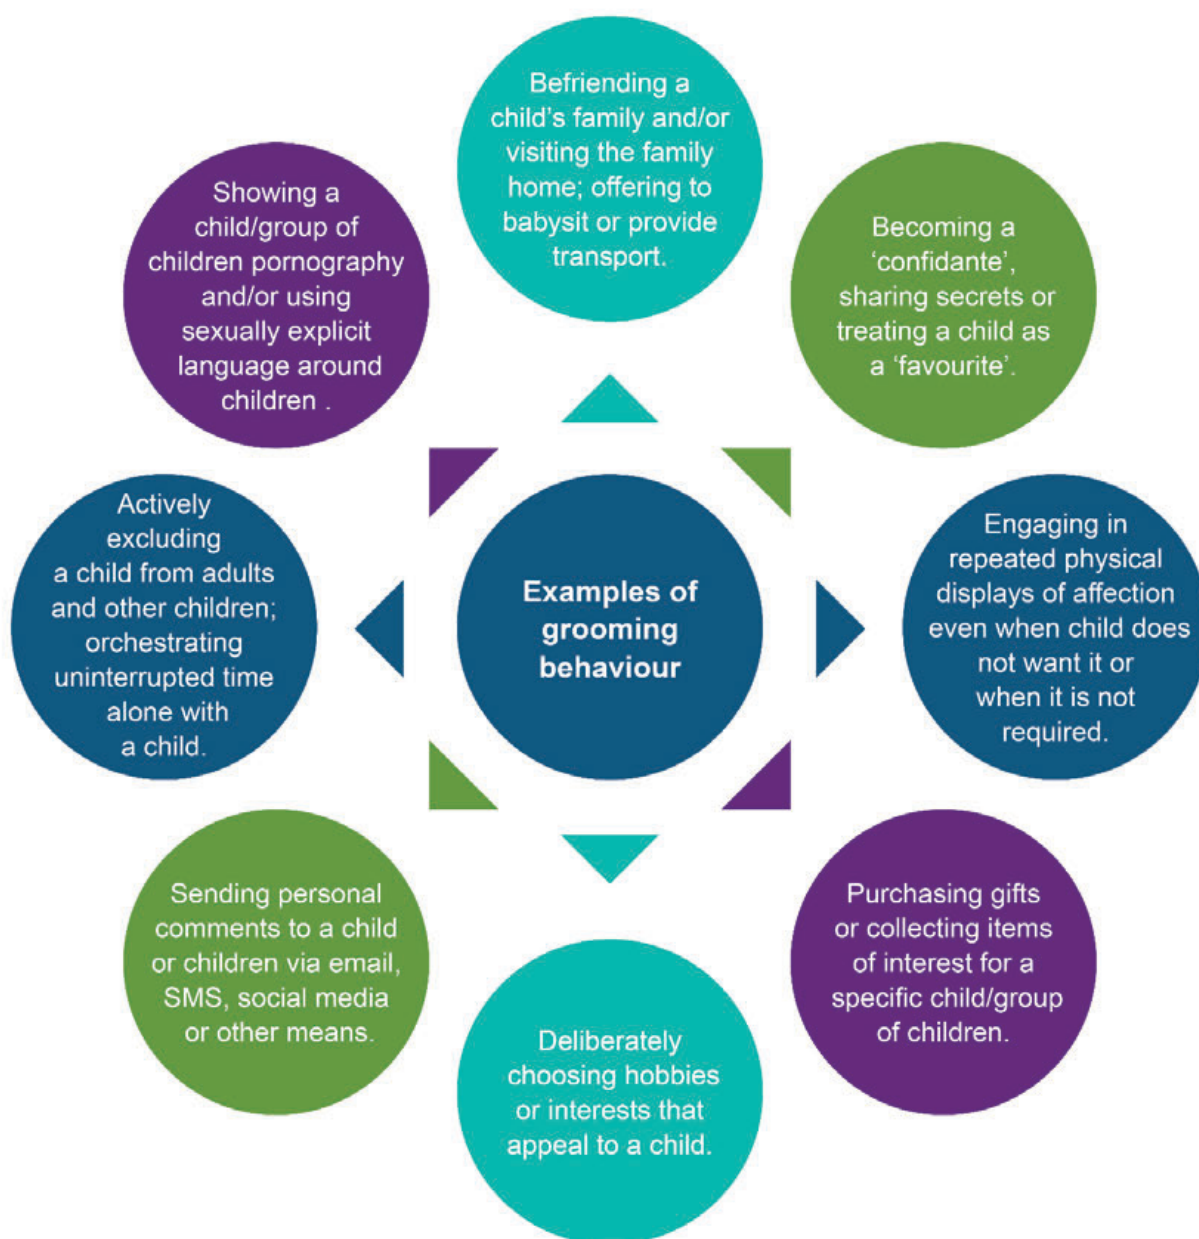 Befriending a
child's family and/or
visiting the family
home; offering to
babysit or provide
transport.
Becoming a
‘confidante’,
sharing secrets or
treating a child as
a ‘favourite’.
Engaging in
repeated physical
displays of affection
even when child does
not want it or
when it is not
required.
Purchasing gifts
or collecting items
of interest for a
specific child/group
of children.
Deliberately
choosing hobbies
or interests that
appeal to a child.
Sending personal
comments to a child
or children via email,
SMS, social media
or other means.
Actively
excluding
a child from adults
and other children;
orchestrating
uninterrupted time
alone with
a child.
Showing a
child/group of
children pornography
and/or using
sexually explicit
language around
children .
Examples of
grooming
behaviour